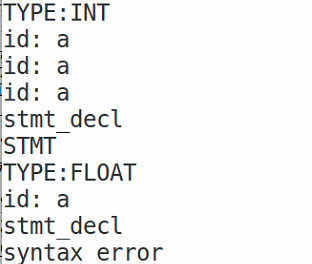 TYPE:INT
id: a
id: a
id: a
stmt_decl
STMT
TYPE:FLOAT
id: a
stmt_decl
syntax error